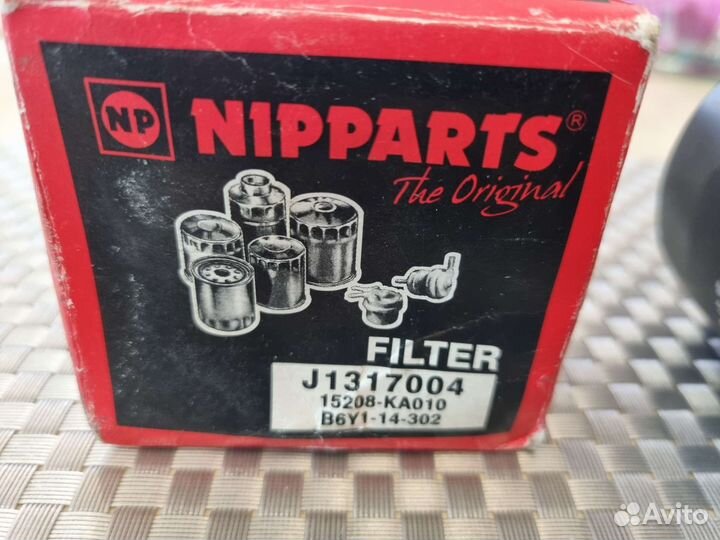 NP NIPPARTS®
The Original
FILTER
J1317004
15208-KA010
B6Y1-14-302
Avito